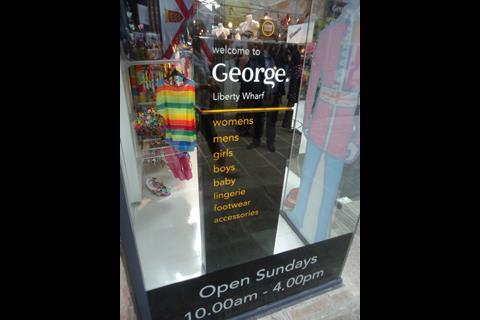 welcome to
George.
Liberty Wharf
womens
mens
girls
boys
baby
lingerie
footwear
accessories
Open Sundays
10.00am - 4.00pm